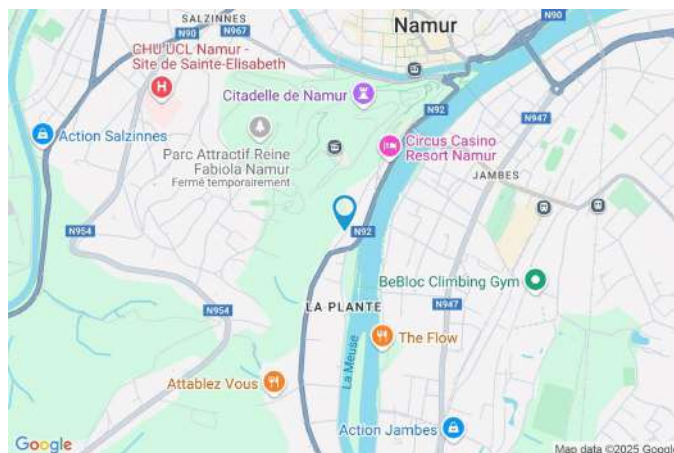 SALZINNES
N90
N967
Namur
N90
CHU UCL Namur -
Site de Sainte-Elisabeth
H
Citadelle de Namur
N92
N947
Action Salzinnes
Circus Casino
Resort Namur
Parc Attractif Reine
Fabiola Namur
Fermé temporairement
JAMBES
N954
N92
BeBloc Climbing Gym
N954
LA PLANTE
N947
The Flow
La Meuse
Attablez Vous
Action Jambes
Google
Map data ©2025 Google